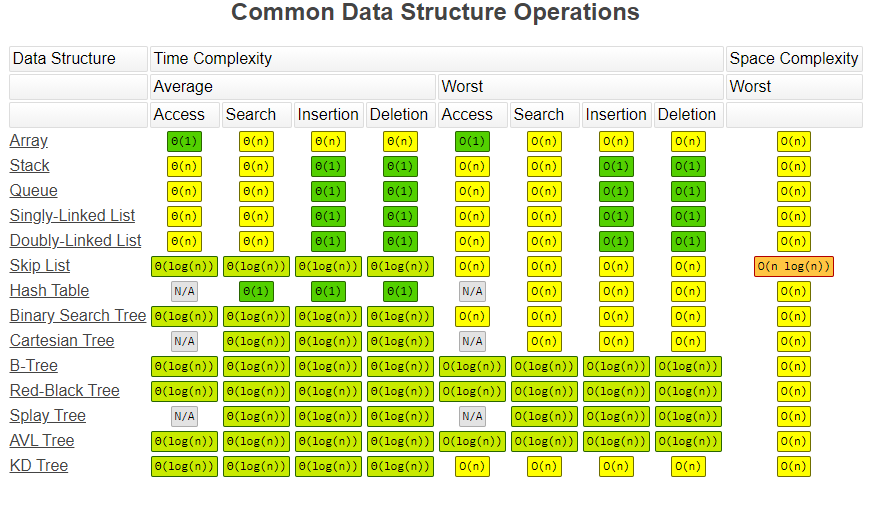 Common Data Structure Operations
Data Structure Time Complexity Space Complexity
Average Worst Worst
Access Search Insertion Deletion Access Search Insertion Deletion
Array Θ(1) Θ(n) Θ(n) Θ(n) O(1) O(n) O(n) O(n) O(n)
Stack Θ(n) Θ(n) Θ(1) Θ(1) O(n) O(n) O(1) O(1) O(n)
Queue Θ(n) Θ(n) Θ(1) Θ(1) O(n) O(n) O(1) O(1) O(n)
Singly-Linked List Θ(n) Θ(n) Θ(1) Θ(1) O(n) O(n) O(1) O(1) O(n)
Doubly-Linked List Θ(n) Θ(n) Θ(1) Θ(1) O(n) O(n) O(1) O(1) O(n)
Skip List Θ(log(n)) Θ(log(n)) Θ(log(n)) Θ(log(n)) O(n) O(n) O(n) O(n) O(n log(n))
Hash Table N/A Θ(1) Θ(1) Θ(1) N/A O(n) O(n) O(n) O(n)
Binary Search Tree Θ(log(n)) Θ(log(n)) Θ(log(n)) Θ(log(n)) O(n) O(n) O(n) O(n) O(n)
Cartesian Tree N/A Θ(log(n)) Θ(log(n)) Θ(log(n)) N/A O(n) O(n) O(n) O(n)
B-Tree Θ(log(n)) Θ(log(n)) Θ(log(n)) Θ(log(n)) O(log(n)) O(log(n)) O(log(n)) O(log(n)) O(n)
Red-Black Tree Θ(log(n)) Θ(log(n)) Θ(log(n)) Θ(log(n)) O(log(n)) O(log(n)) O(log(n)) O(log(n)) O(n)
Splay Tree N/A Θ(log(n)) Θ(log(n)) Θ(log(n)) N/A O(log(n)) O(log(n)) O(log(n)) O(n)
AVL Tree Θ(log(n)) Θ(log(n)) Θ(log(n)) Θ(log(n)) O(log(n)) O(log(n)) O(log(n)) O(log(n)) O(n)
KD Tree Θ(log(n)) Θ(log(n)) Θ(log(n)) Θ(log(n)) O(n) O(n) O(n) O(n) O(n)